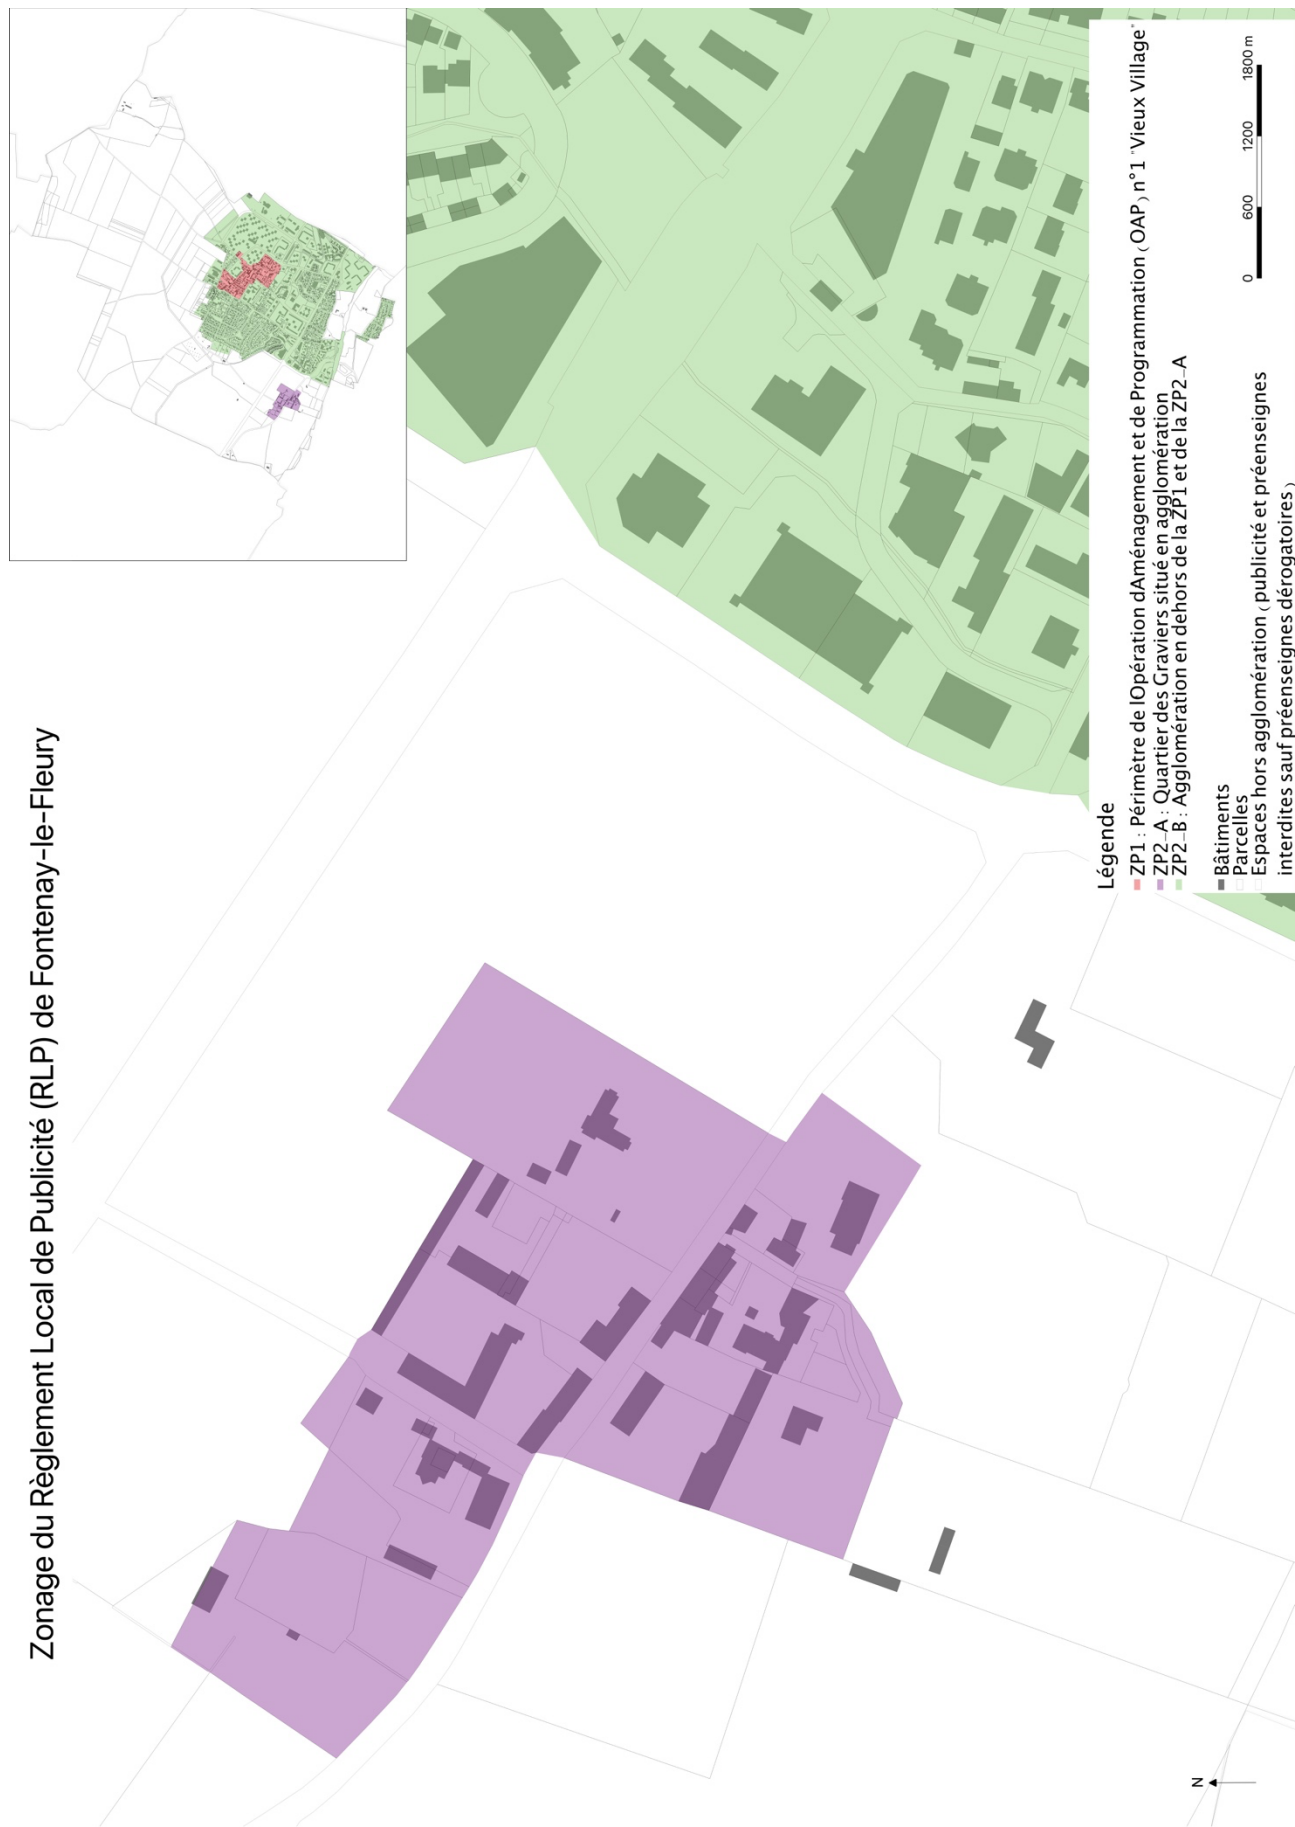 Zonage du Règlement Local de Publicité (RLP) de Fontenay-le-Fleury
Légende
ZP1 : Périmètre de lOpération dAménagement et de Programmation (OAP) n°1 "Vieux Village"
ZP2-A : Quartier des Graviers situé en agglomération
ZP2-B : Agglomération en dehors de la ZP1 et de la ZP2-A
Bâtiments
Parcelles
Espaces hors agglomération (publicité et préenseignes
interdites sauf préenseignes dérogatoires)
0 600 1200 1800 m
N